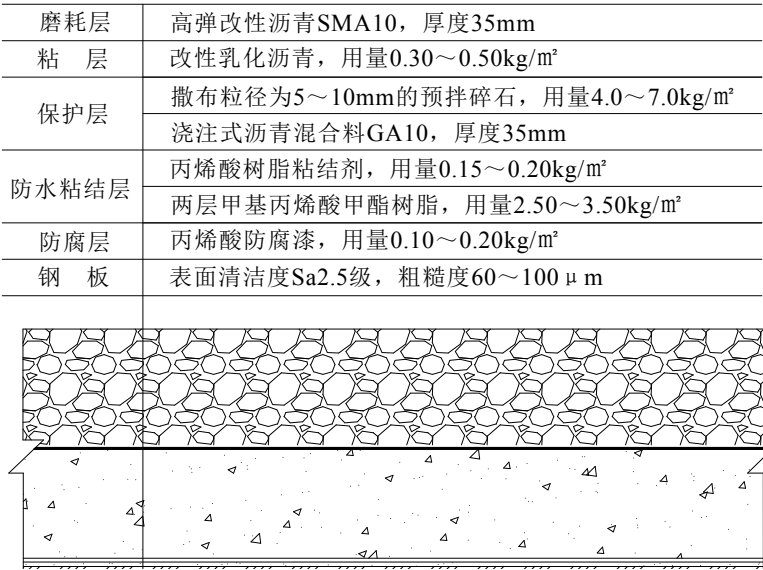 磨耗层 高弹改性沥青SMA10，厚度35mm
粘 层 改性乳化沥青，用量0.30～0.50kg/㎡
保护层 撒布粒径为5～10mm的预拌碎石，用量4.0～7.0kg/㎡
浇注式沥青混合料GA10，厚度35mm
防水粘结层 丙烯酸树脂粘结剂，用量0.15～0.20kg/㎡
两层甲基丙烯酸甲酯树脂，用量2.50～3.50kg/㎡
防腐层 丙烯酸防腐漆，用量0.10～0.20kg/㎡
钢 板 表面清洁度Sa2.5级，粗糙度60～100μm